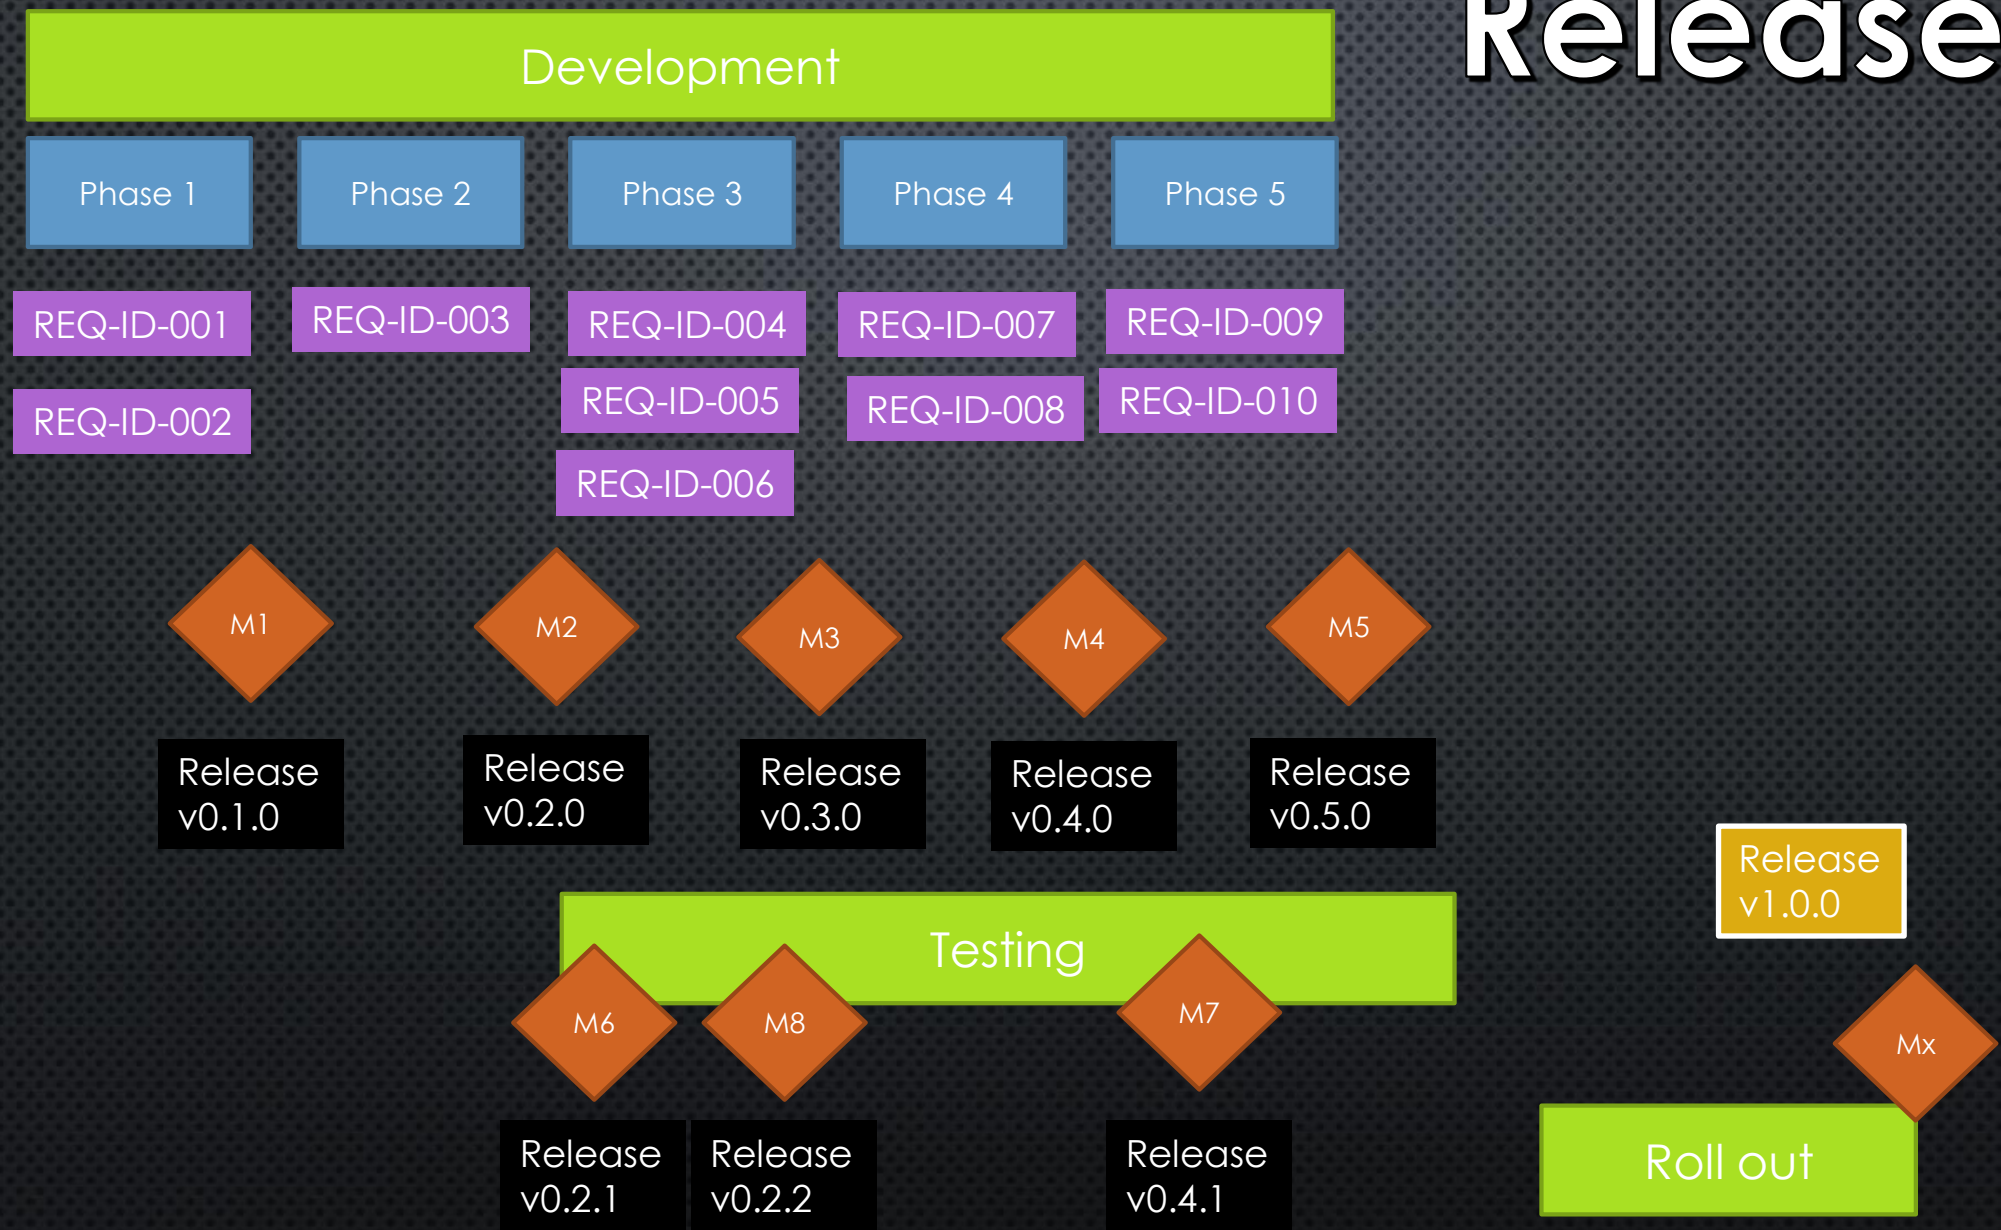 Release
Development
Phase 1
Phase 2
Phase 3
Phase 4
Phase 5
REQ-ID-001
REQ-ID-003
REQ-ID-004
REQ-ID-007
REQ-ID-009
REQ-ID-002
REQ-ID-005
REQ-ID-008
REQ-ID-010
REQ-ID-006
M1
M2
M3
M4
M5
Release
v0.1.0
Release
v0.2.0
Release
v0.3.0
Release
v0.4.0
Release
v0.5.0
Release
v1.0.0
Testing
M6
M8
M7
Mx
Release
v0.2.1
Release
v0.2.2
Release
v0.4.1
Roll out